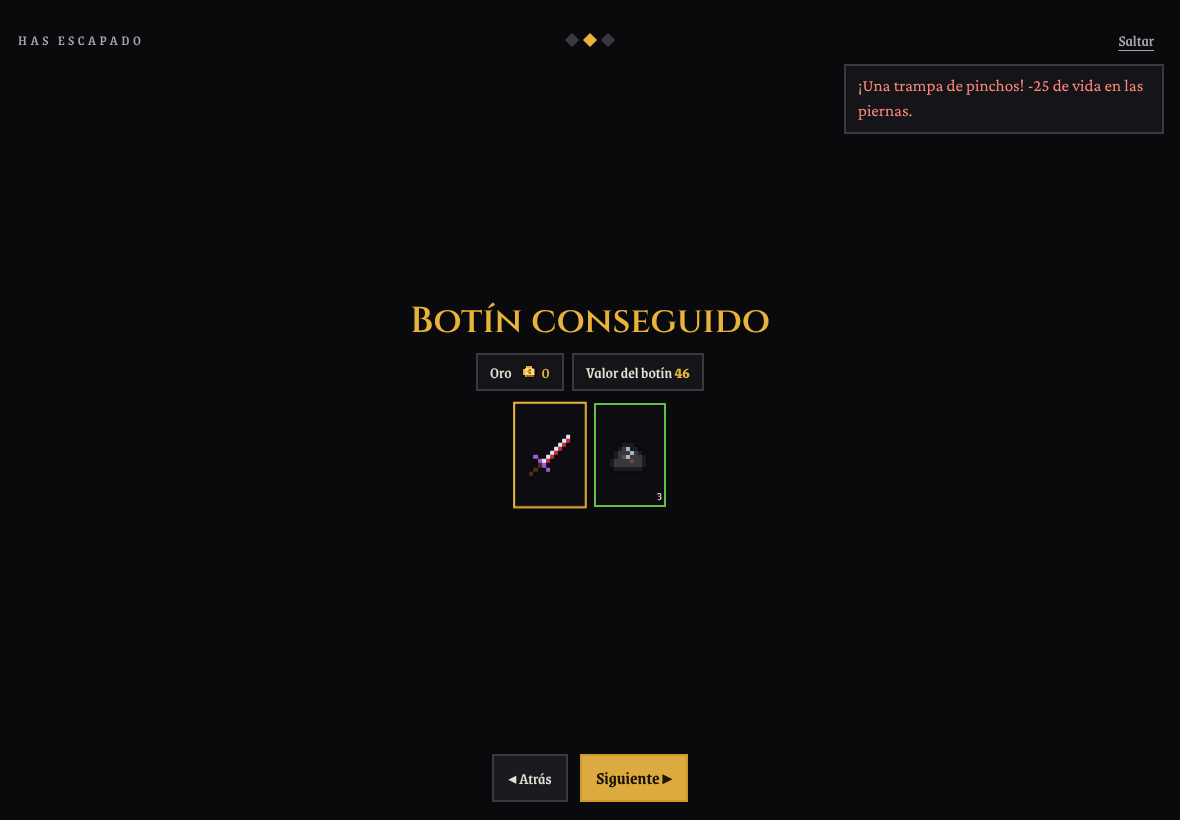 HAS ESCAPADO
Saltar
¡Una trampa de pinchos! -25 de vida en las
piernas.
Botín conseguido
Oro 0
Valor del botín 46
3
◂ Atrás
Siguiente ▸